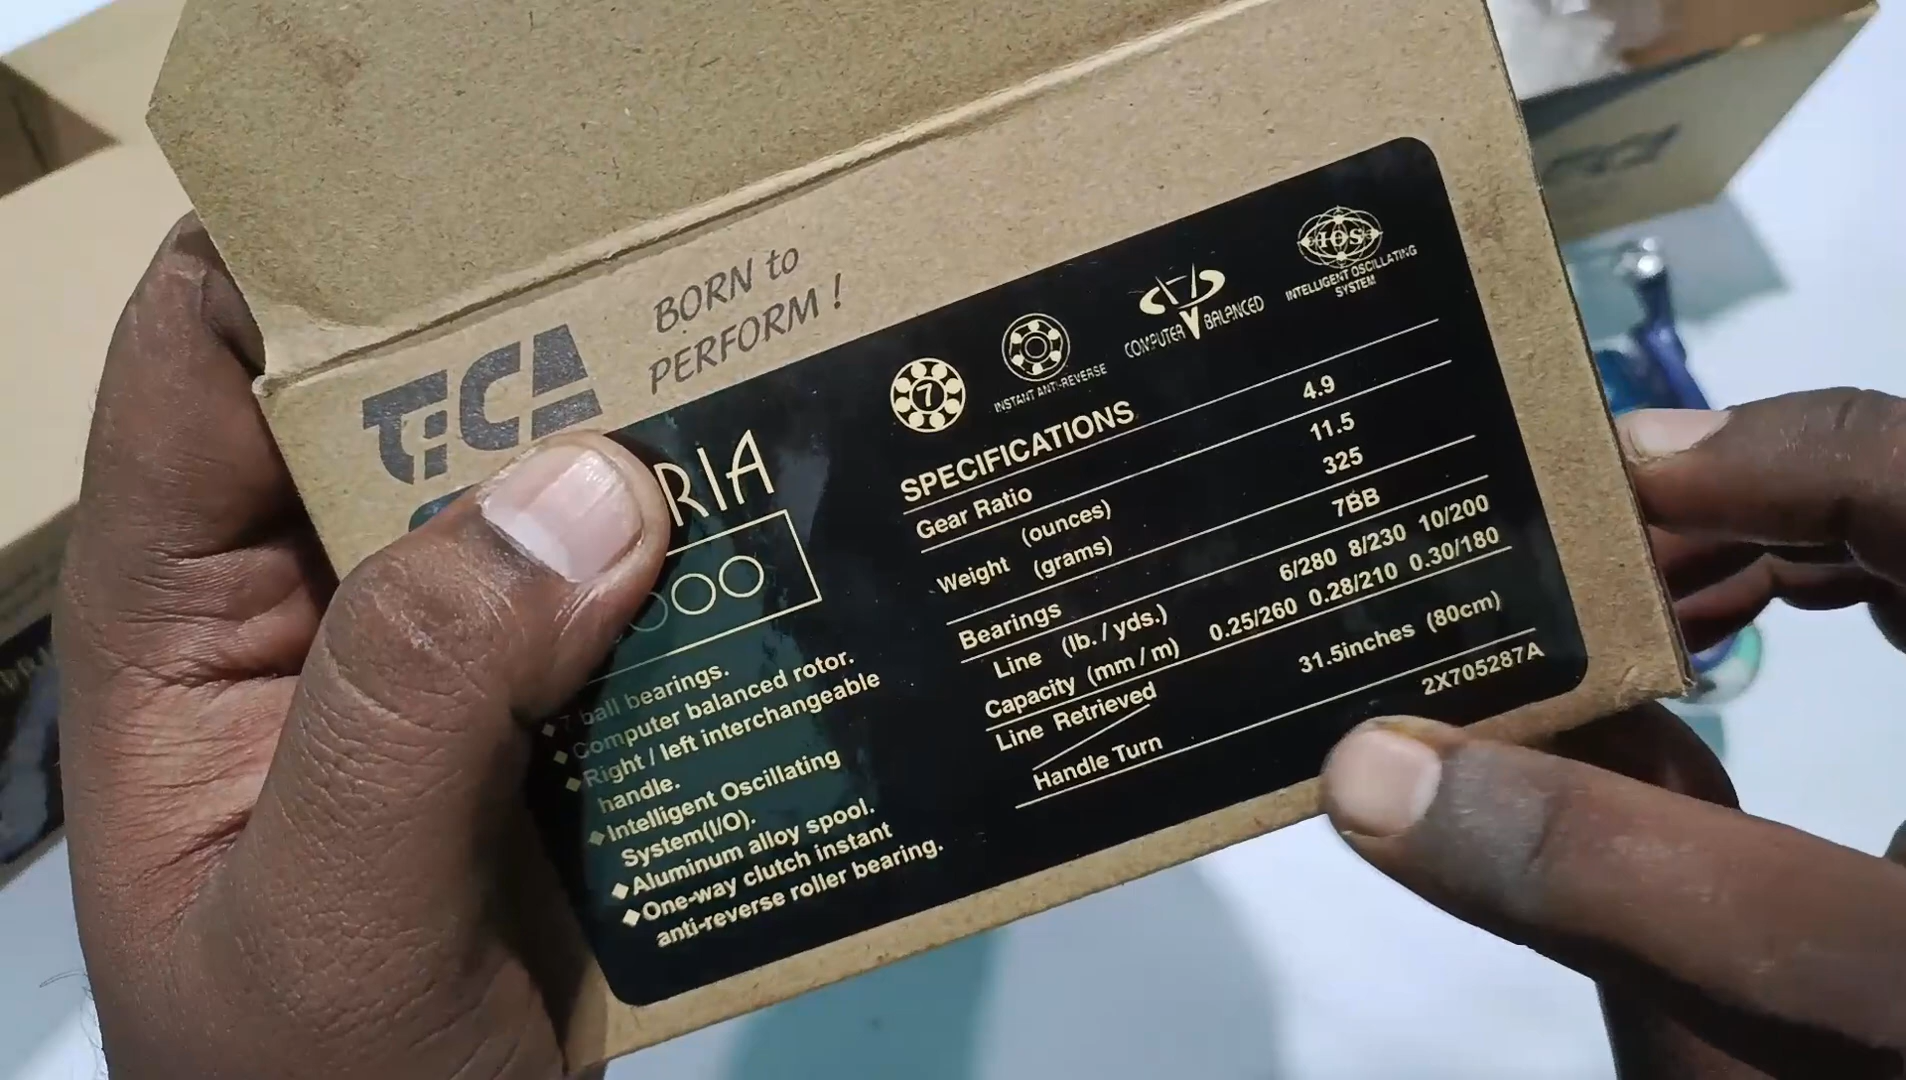 TiCA
BORN to
PERFORM !
7
INSTANT ANTI-REVERSE
COMPUTER BALANCED
IOS
INTELLIGENT OSCILLATING
SYSTEM
SPECIFICATIONS
Gear Ratio 4.9
Weight (ounces) 11.5
(grams) 325
Bearings 7BB
Line (lb. / yds.) 6/280 8/230 10/200
Capacity (mm / m) 0.25/260 0.28/210 0.30/180
Line Retrieved 31.5inches (80cm)
Handle Turn
2X705287A
◆7 ball bearings.
◆Computer balanced rotor.
◆Right / left interchangeable
handle.
◆Intelligent Oscillating
System(I/O).
◆Aluminum alloy spool.
◆One-way clutch instant
anti-reverse roller bearing.